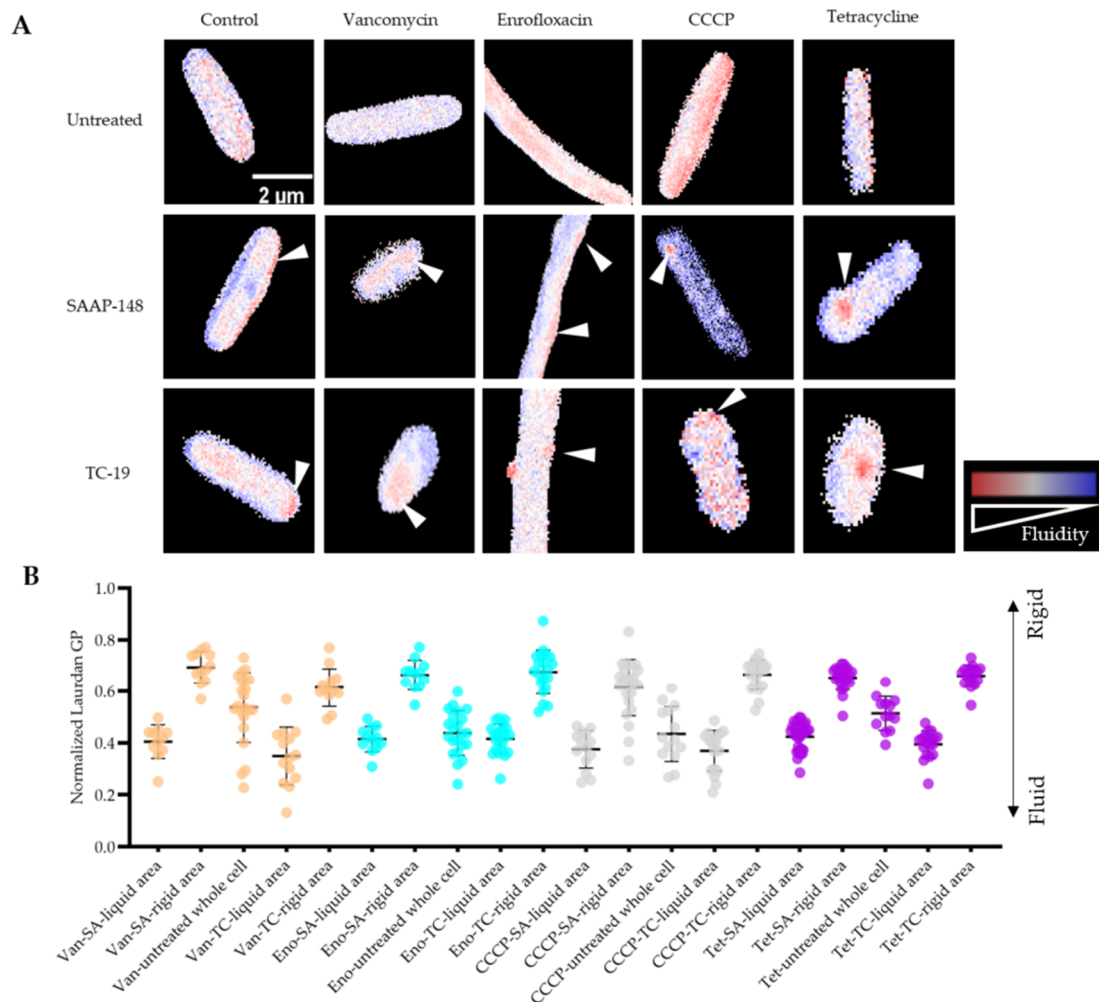 A
Control Vancomycin Enrofloxacin CCCP Tetracycline
Untreated
2 μm
SAAP-148
TC-19
Fluidity
B
Normalized Laurdan GP
1.0
0.8
0.6
0.4
0.2
0.0
Rigid
Fluid
Van-SA-liquid area
Van-SA-rigid area
Van-untreated whole cell
Van-TC-liquid area
Van-TC-rigid area
Eno-SA-liquid area
Eno-SA-rigid area
Eno-untreated whole cell
Eno-TC-liquid area
Eno-TC-rigid area
CCCP-SA-liquid area
CCCP-SA-rigid area
CCCP-untreated whole cell
CCCP-TC-liquid area
CCCP-TC-rigid area
Tet-SA-liquid area
Tet-SA-rigid area
Tet-untreated whole cell
Tet-TC-liquid area
Tet-TC-rigid area